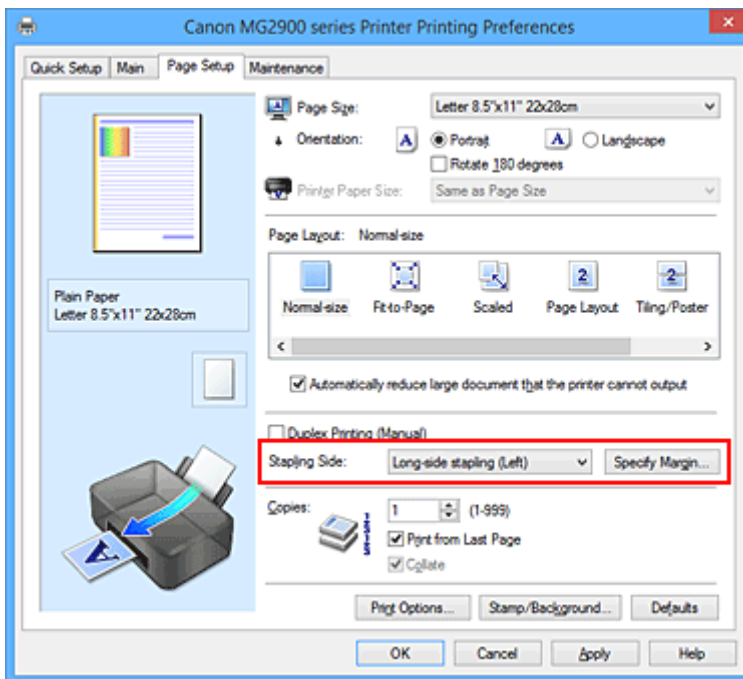 Canon MG2900 series Printer Printing Preferences
Quick Setup Main Page Setup Maintenance
Page Size: Letter 8.5"x11" 22x28cm
Orientation: A Portrait A Landscape
Rotate 180 degrees
Printer Paper Size: Same as Page Size
Page Layout: Normal-size
Normal-size Fit-to-Page Scaled Page Layout Tiling/Poster
Plain Paper
Letter 8.5"x11" 22x28cm
Automatically reduce large document that the printer cannot output
Duplex Printing (Manual)
Stapling Side: Long-side stapling (Left) Specify Margin...
Copies: 1 (1-999)
Print from Last Page
Collate
Print Options... Stamp/Background... Defaults
OK Cancel Apply Help